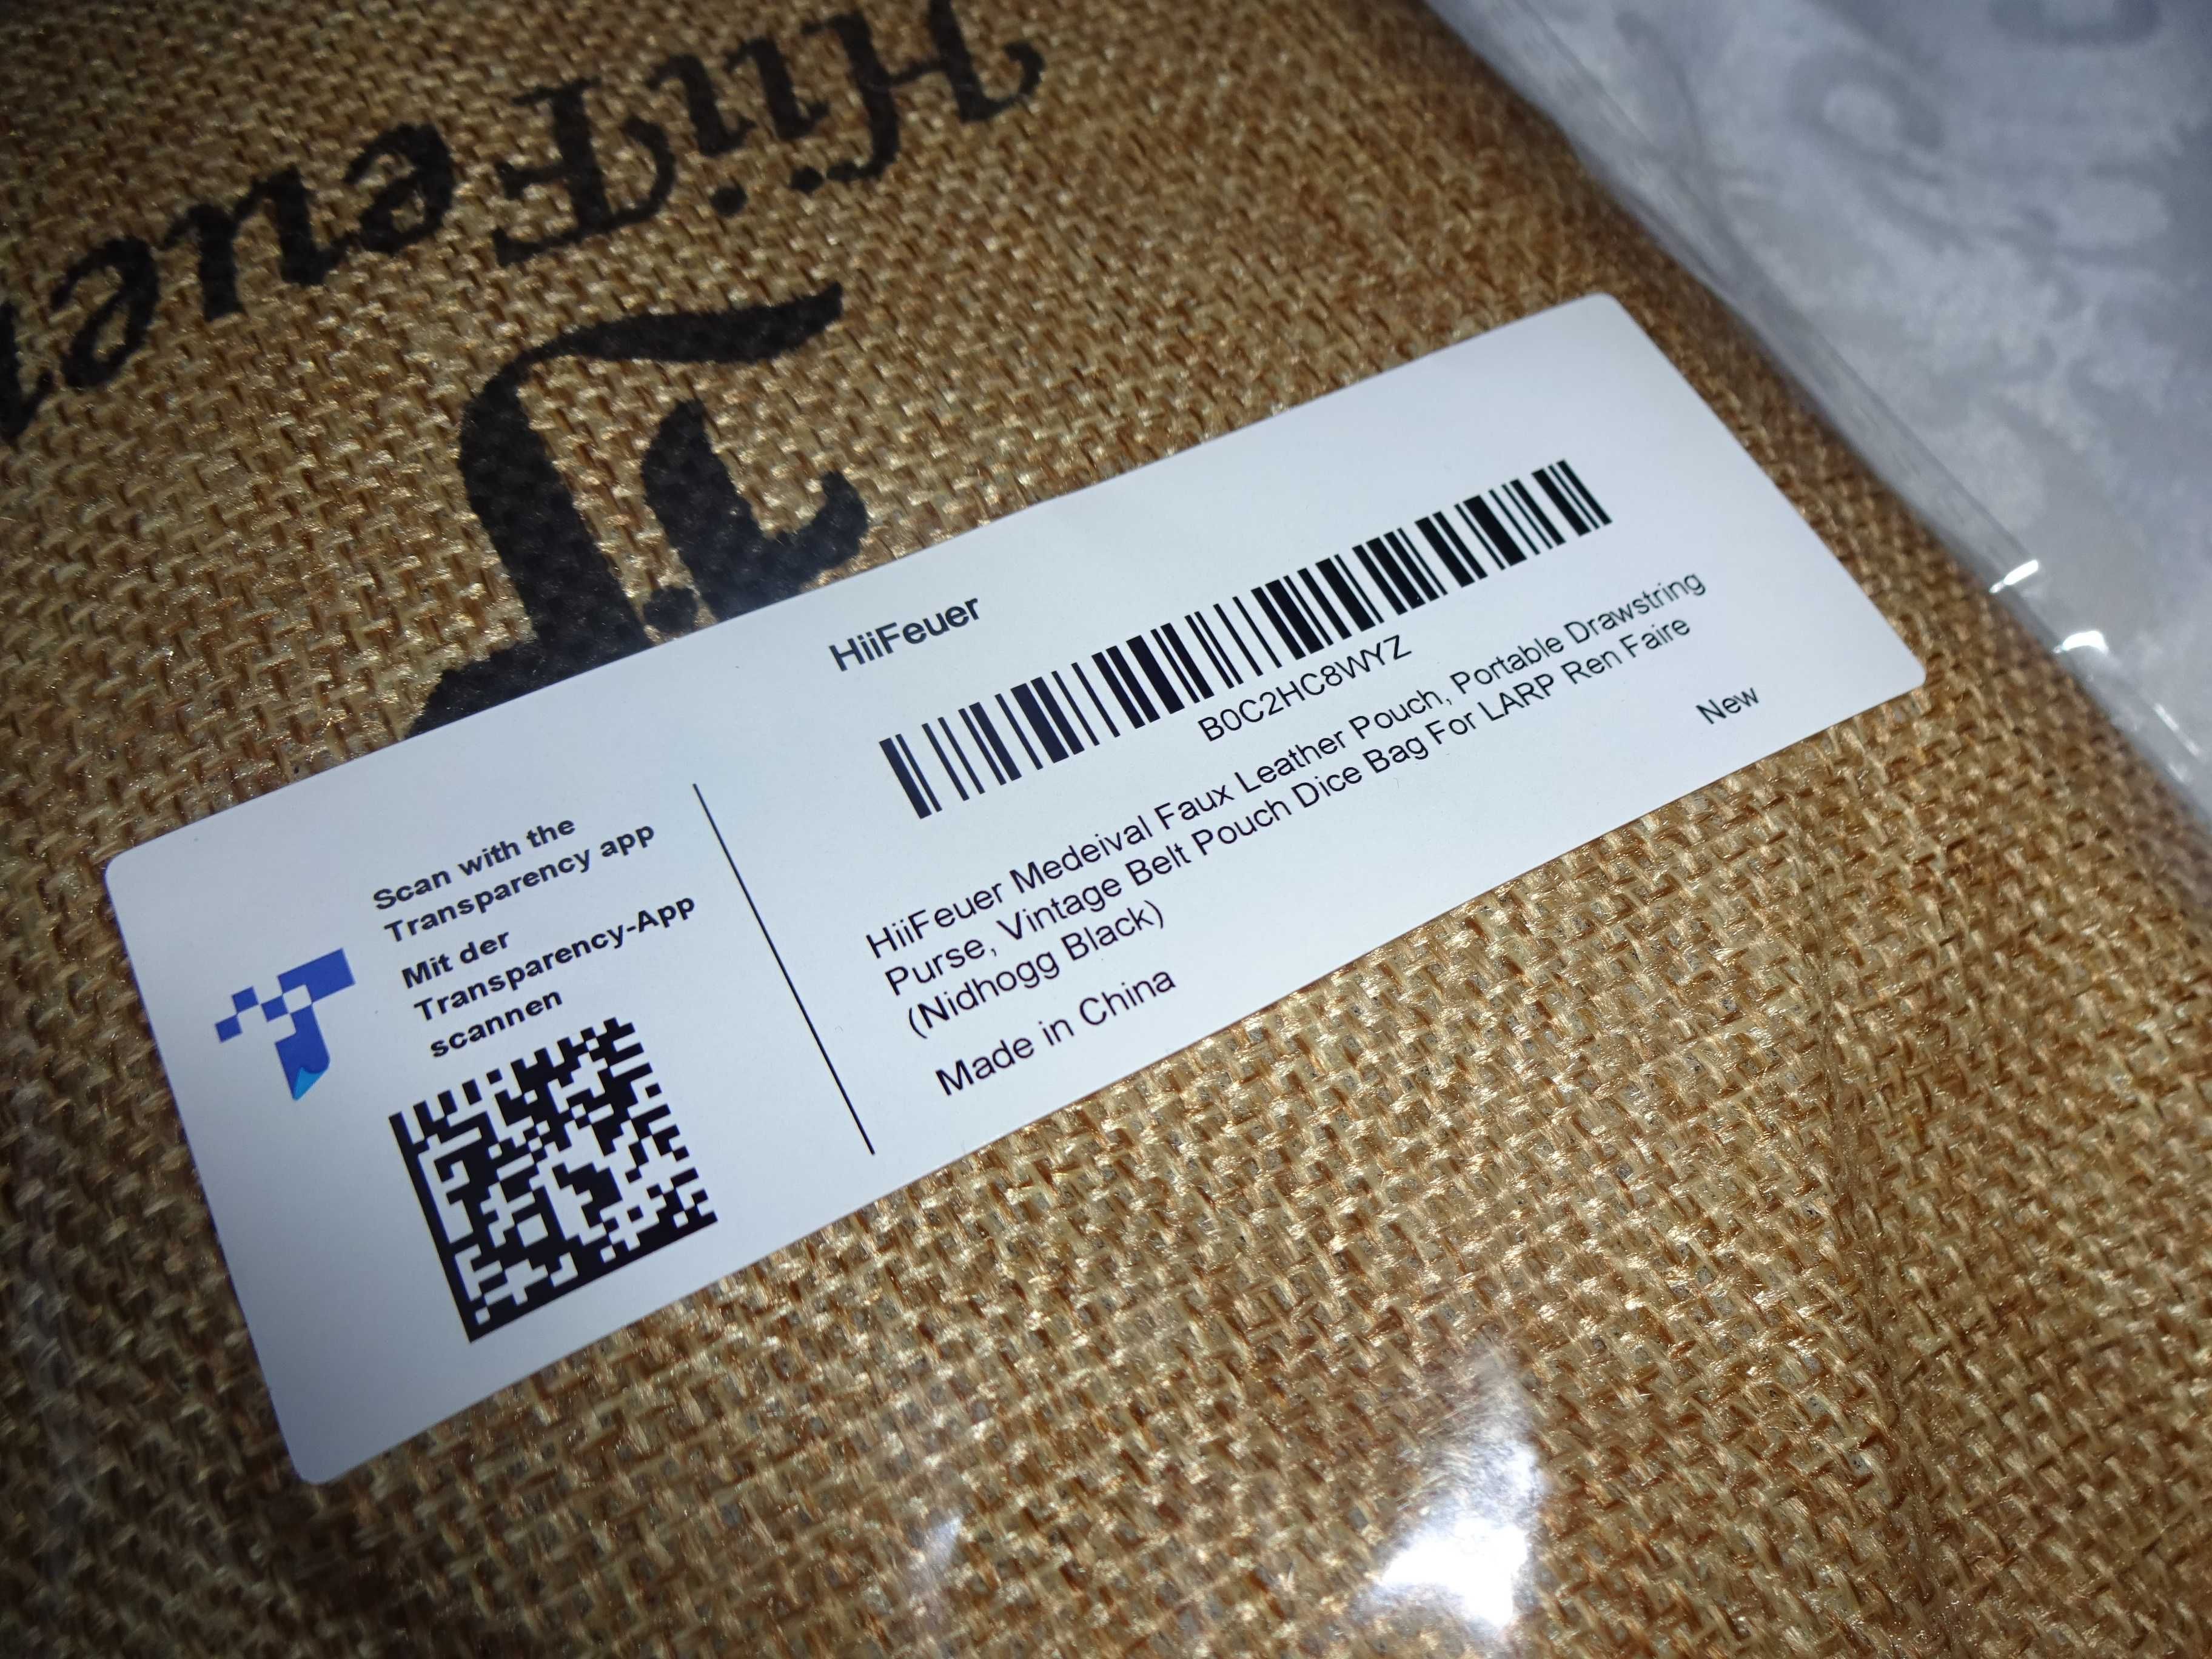 HiiFeuer
Scan with the
Transparency app
Mit der
Transparency-App
scannen
HiiFeuer
B0C2HC8WYZ
HiiFeuer Medeival Faux Leather Pouch, Portable Drawstring
Purse, Vintage Belt Pouch Dice Bag For LARP Ren Faire
(Nidhogg Black)
New
Made in China